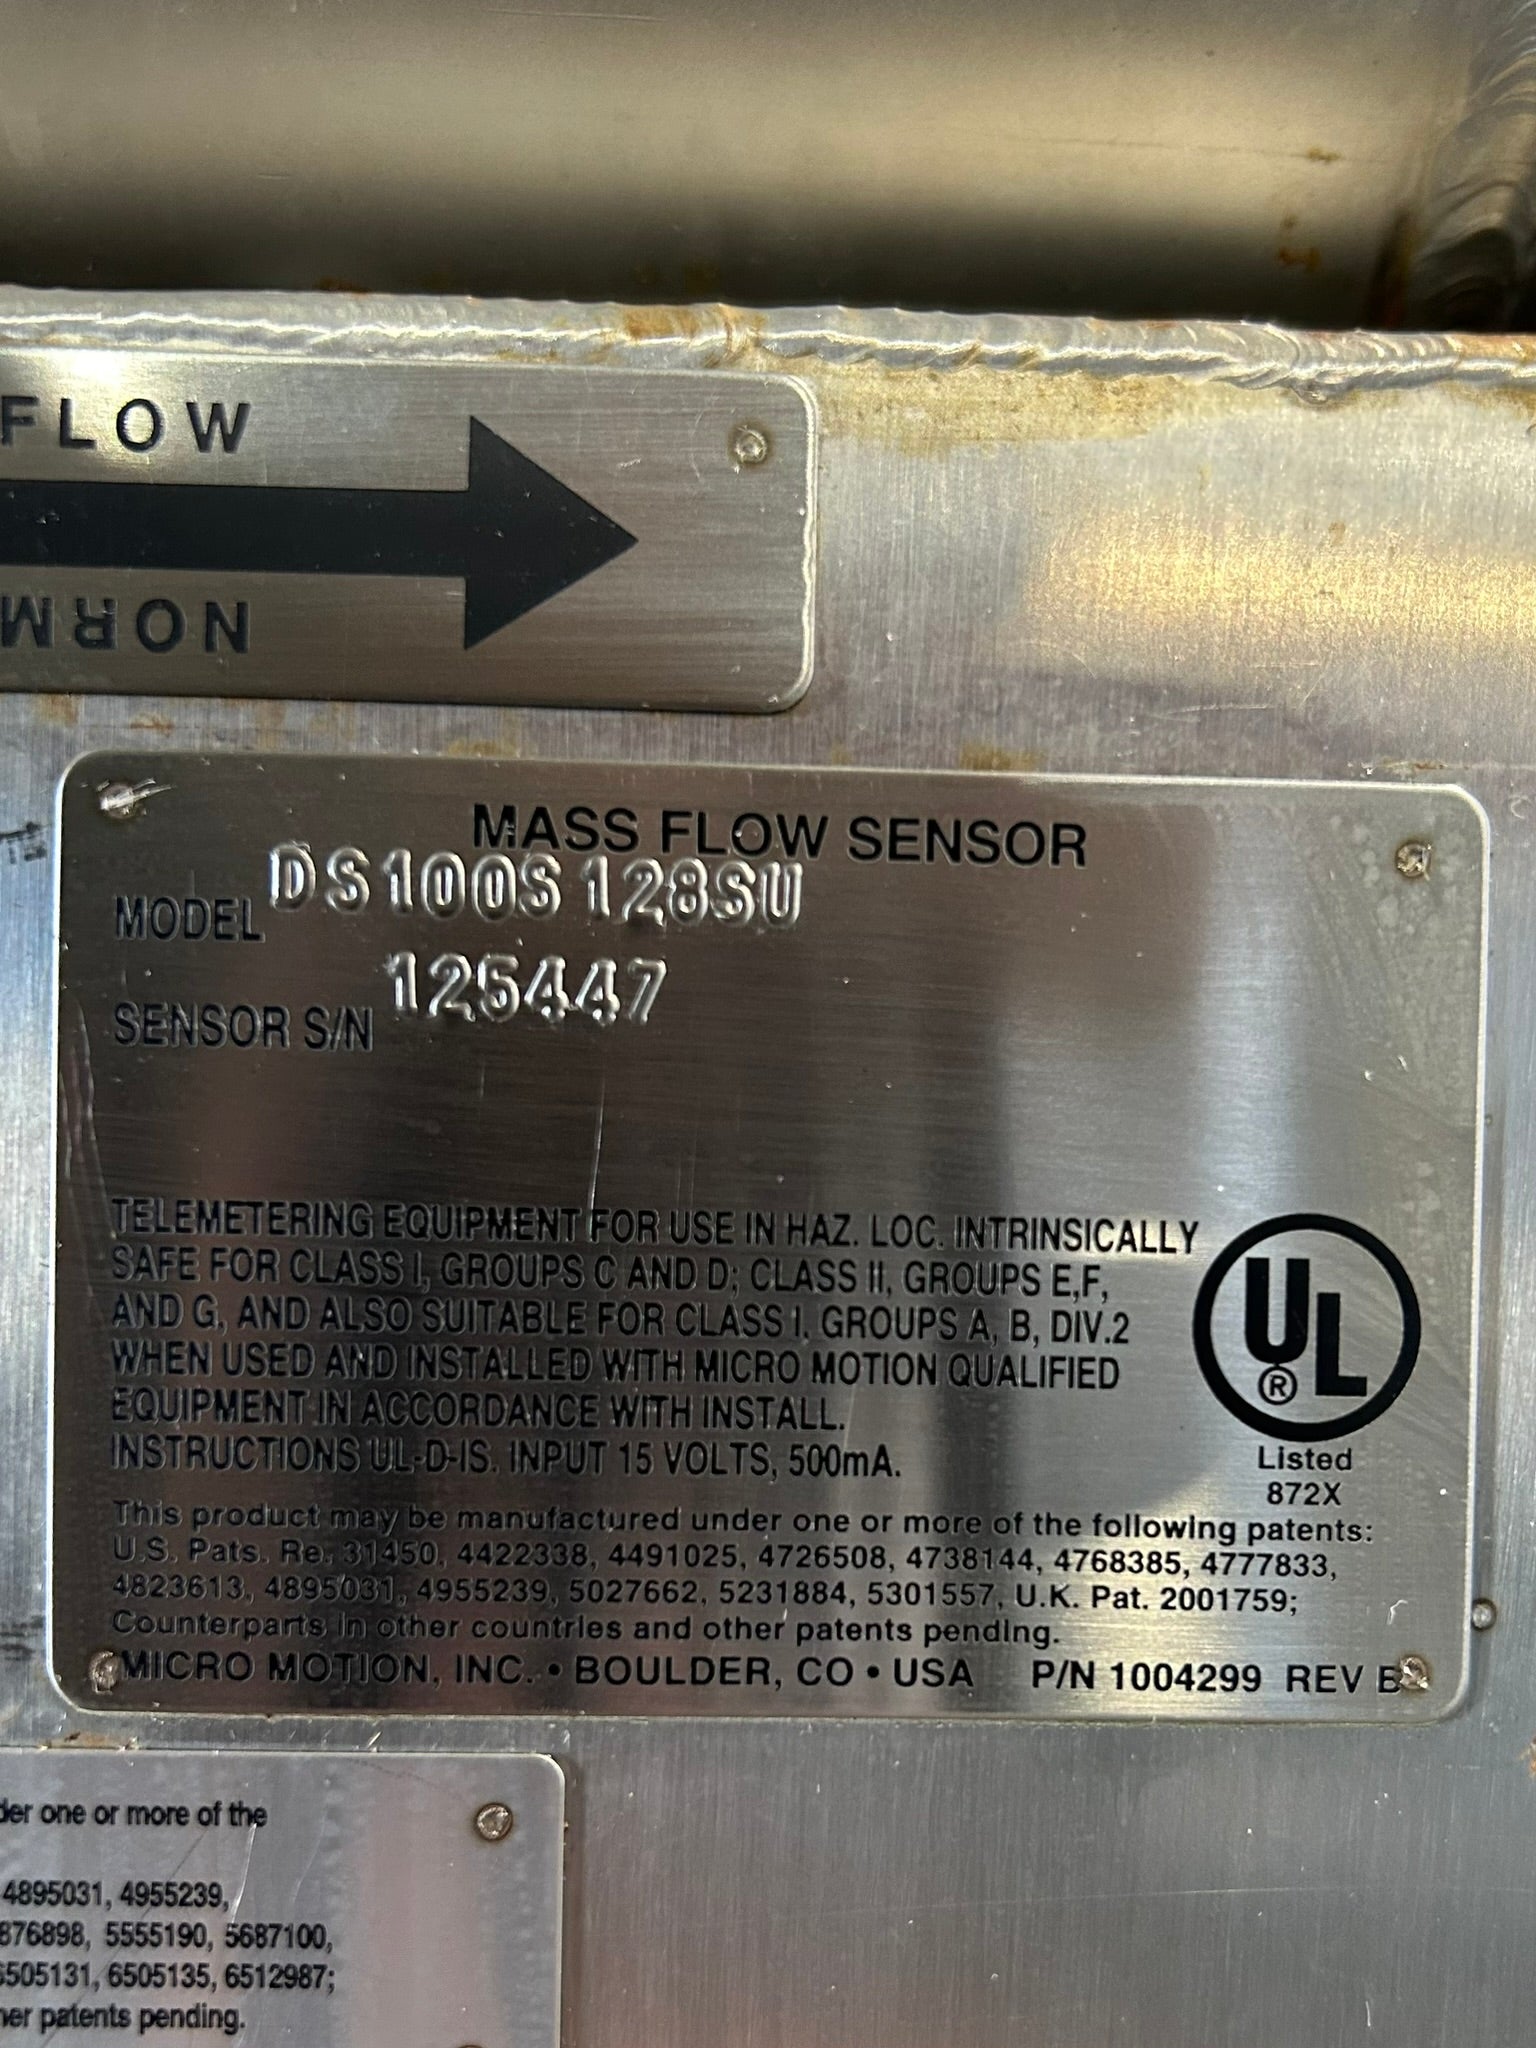 FLOW
NORM
MASS FLOW SENSOR
MODEL DS100S128SU
SENSOR S/N 125447
TELEMETERING EQUIPMENT FOR USE IN HAZ. LOC. INTRINSICALLY
SAFE FOR CLASS I, GROUPS C AND D; CLASS II, GROUPS E,F,
AND G, AND ALSO SUITABLE FOR CLASS I, GROUPS A, B, DIV.2
WHEN USED AND INSTALLED WITH MICRO MOTION QUALIFIED
EQUIPMENT IN ACCORDANCE WITH INSTALL.
INSTRUCTIONS UL-D-IS. INPUT 15 VOLTS, 500mA.
UL ®
Listed
872X
This product may be manufactured under one or more of the following patents:
U.S. Pats. Re. 31450, 4422338, 4491025, 4726508, 4738144, 4768385, 4777833,
4823613, 4895031, 4955239, 5027662, 5231884, 5301557, U.K. Pat. 2001759;
Counterparts in other countries and other patents pending.
MICRO MOTION, INC. • BOULDER, CO • USA P/N 1004299 REV B
der one or more of the
4895031, 4955239,
876898, 5555190, 5687100,
6505131, 6505135, 6512987;
her patents pending.